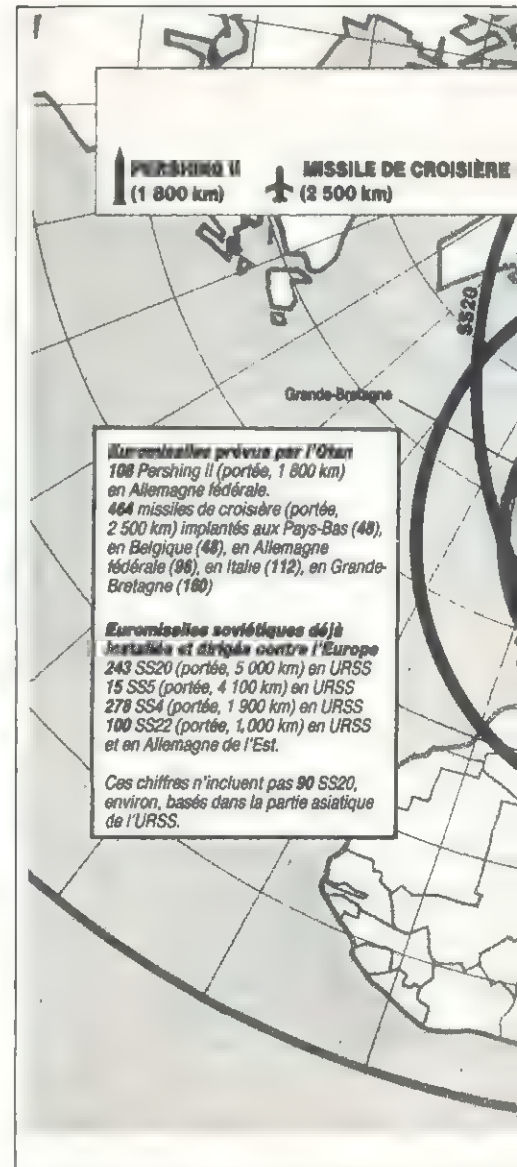 PERSHING II
(1 800 km)
MISSILE DE CROISIÈRE
(2 500 km)
SS20
Grande-Bretagne
Euromissiles prévus par l'Otan
108 Pershing II (portée, 1 800 km)
en Allemagne fédérale.
464 missiles de croisière (portée,
2 500 km) implantés aux Pays-Bas (48),
en Belgique (48), en Allemagne
fédérale (96), en Italie (112), en Grande-
Bretagne (160)
Euromissiles soviétiques déjà
installés et dirigés contre l'Europe
243 SS20 (portée, 5 000 km) en URSS
15 SS5 (portée, 4 100 km) en URSS
278 SS4 (portée, 1 900 km) en URSS
100 SS22 (portée, 1,000 km) en URSS
et en Allemagne de l'Est.
Ces chiffres n'incluent pas 90 SS20,
environ, basés dans la partie asiatique
de l'URSS.